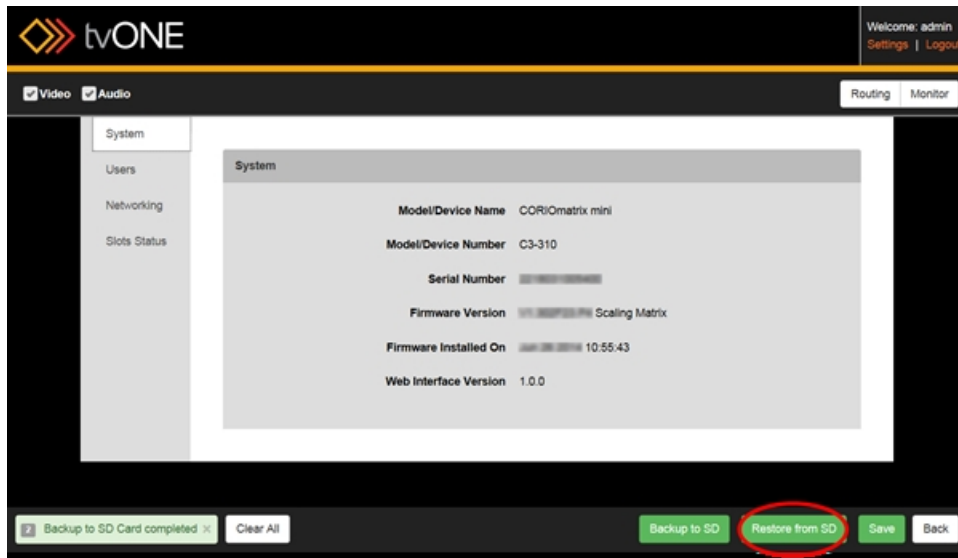 tvONE
Welcome: admin
Settings | Logou
Video Audio
Routing Monitor
System
Users
Networking
Slots Status
System
Model/Device Name CORIOmatrix mini
Model/Device Number C3-310
Serial Number
Firmware Version Scaling Matrix
Firmware Installed On 10:55:43
Web Interface Version 1.0.0
2 Backup to SD Card completed × Clear All Backup to SD Restore from SD Save Back